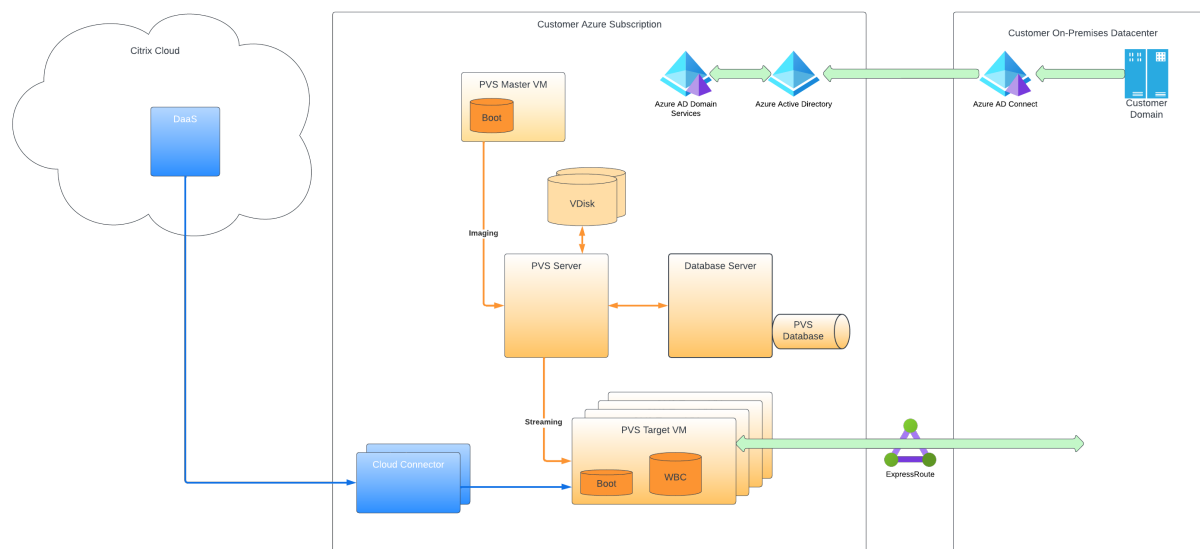 Citrix Cloud
DaaS
Customer Azure Subscription
Customer On-Premises Datacenter
PVS Master VM
Boot
Azure AD Domain
Services
Azure Active Directory
Azure AD Connect
Customer
Domain
VDisk
Imaging
PVS Server
Database Server
PVS
Database
Streaming
PVS Target VM
Boot
WBC
Cloud Connector
ExpressRoute